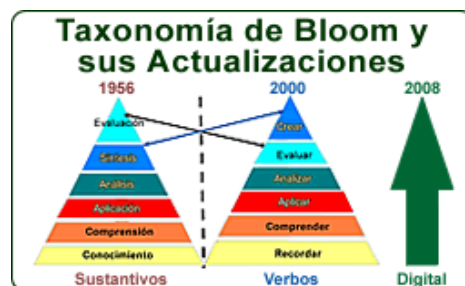 Taxonomía de Bloom y
sus Actualizaciones
1956
2000
2008
Evaluación
Síntesis
Análisis
Aplicación
Comprensión
Conocimiento
Sustantivos
Crear
Evaluar
Analizar
Aplicar
Comprender
Recordar
Verbos
Digital